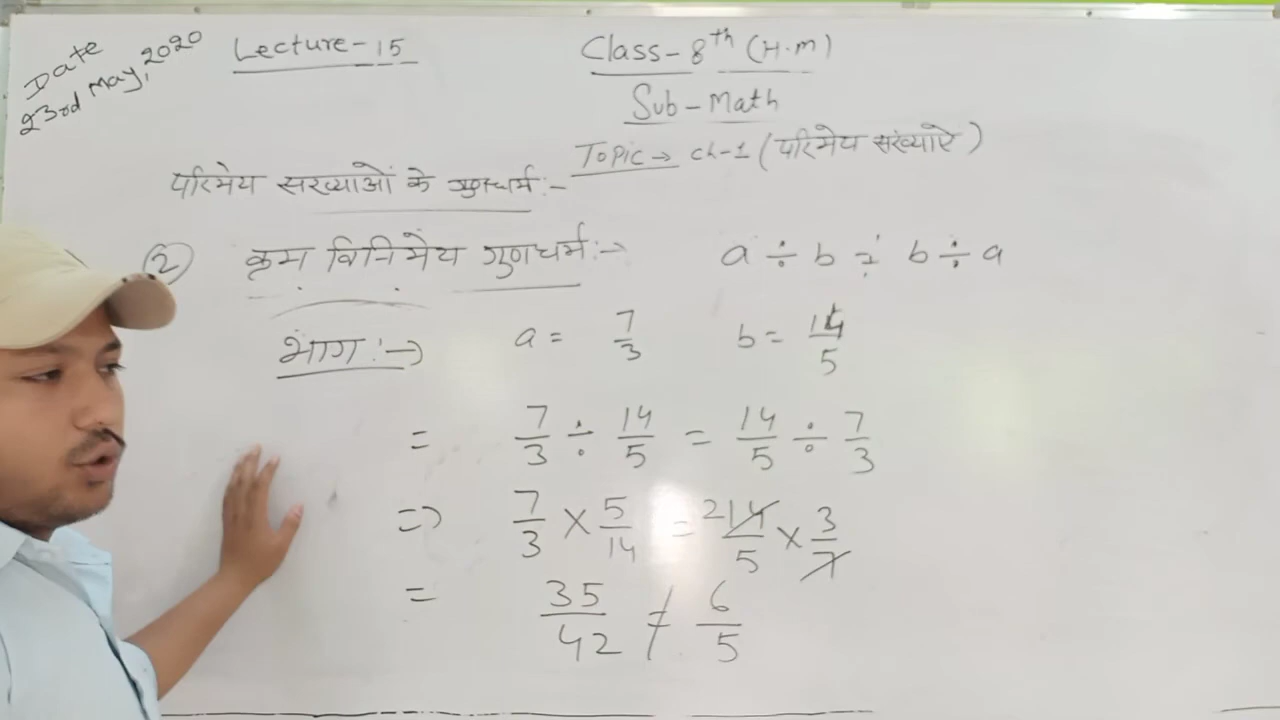 Date
23rd May, 2020
Lecture-15
Class-8th (H.m)
Sub-Math
Topic → ch-1 (परिमेय संख्याऐ)
परिमेय सख्याओं के गुणधर्म:-
② क्रम विनिमेय गुणधर्म:→ a ÷ b ≠ b ÷ a
भाग:→ a = 7/3 b = 14/5
= 7/3 ÷ 14/5 = 14/5 ÷ 7/3
=> 7/3 × 5/14 = 2 14/5 × 3/7
= 35/42 ≠ 6/5